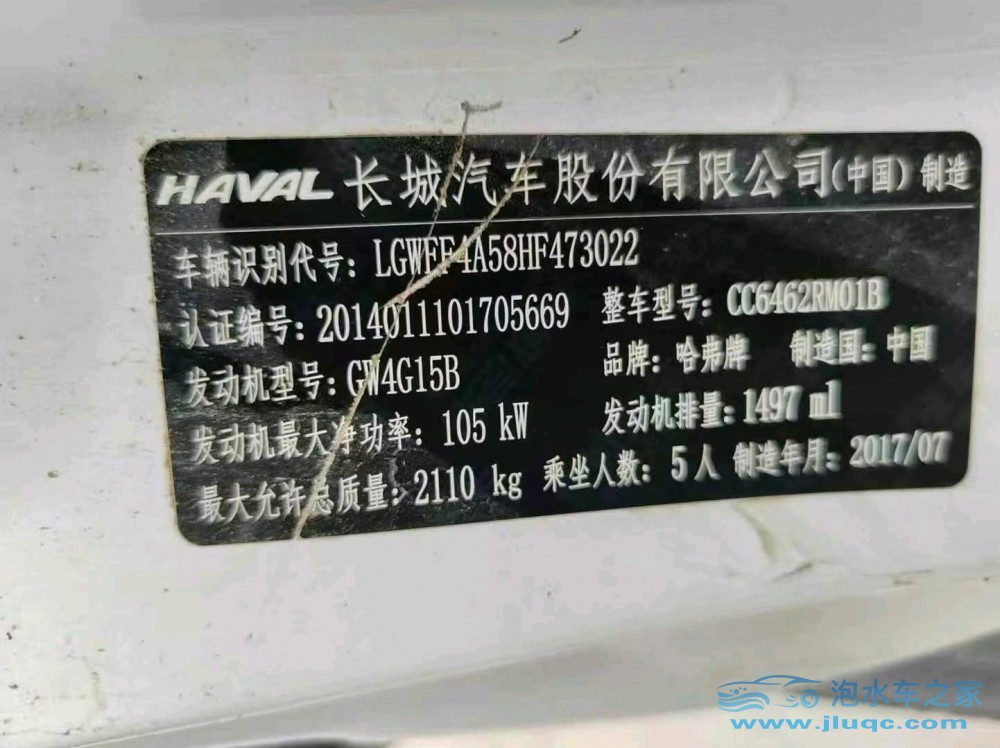 HAVAL 长城汽车股份有限公司(中国)制造
车辆识别代号: LGWEF4A58HF473022
认证编号: 2014011101705669 整车型号: CC6462RM01B
发动机型号: GW4G15B 品牌: 哈弗牌 制造国: 中国
发动机最大净功率: 105 kW 发动机排量: 1497 ml
最大允许总质量: 2110 kg 乘坐人数: 5人 制造年月: 2017/07
泡水车之家
www.jluqc.com